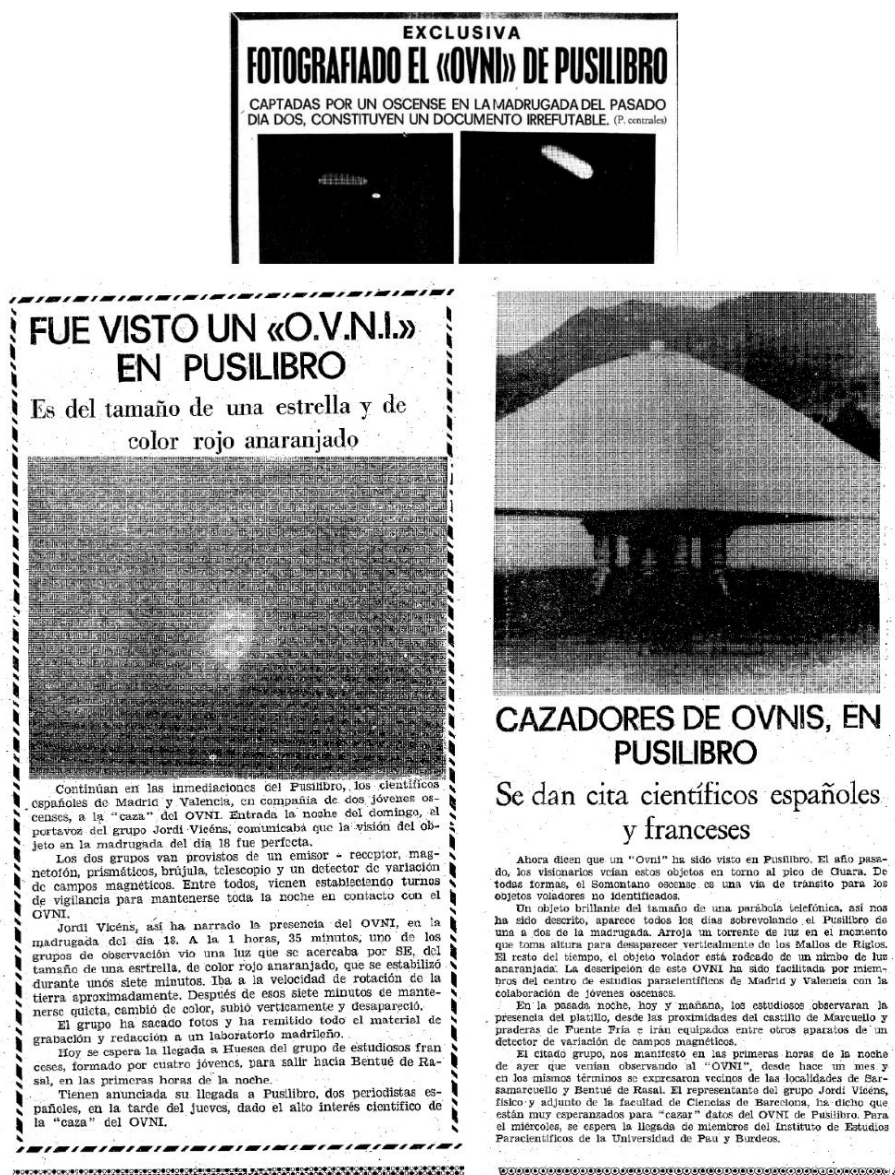 EXCLUSIVA
FOTOGRAFIADO EL «OVNI» DE PUSILIBRO
CAPTADAS POR UN OSCENSE EN LA MADRUGADA DEL PASADO
DIA DOS, CONSTITUYEN UN DOCUMENTO IRREFUTABLE. (P. centrales)
FUE VISTO UN «O.V.N.I.»
EN PUSILIBRO
Es del tamaño de una estrella y de
color rojo anaranjado
Continúan en las inmediaciones del Pusilibro, los científicos
españoles de Madrid y Valencia, en compañía de dos jóvenes os-
censes, a la "caza" del OVNI. Entrada la noche del domingo, el
portavoz del grupo Jordi Vicéns, comunicaba que la visión del ob-
jeto en la madrugada del día 18 fue perfecta.
Los dos grupos van provistos de un emisor - receptor, mag-
netofón, prismáticos, brújula, telescopio y un detector de variación
de campos magnéticos. Entre todos, vienen estableciendo turnos
de vigilancia para mantenerse toda la noche en contacto con el
OVNI.
Jordi Vicéns, así ha narrado la presencia del OVNI, en la
madrugada del día 18. A la 1 horas, 35 minutos, uno de los
grupos de observación vio una luz que se acercaba por SE, del
tamaño de una esrtrella, de color rojo anaranjado, que se estabilizó
durante unos siete minutos. Iba a la velocidad de rotación de la
tierra aproximadamente. Después de esos siete minutos de mante-
nerse quieta, cambió de color, subió verticamente y desapareció.
El grupo ha sacado fotos y ha remitido todo el material de
grabación y redacción a un laboratorio madrileño.
Hoy se espera la llegada a Huesca del grupo de estudiosos fran
ceses, formado por cuatro jóvenes, para salir hacia Bentué de Ra-
sal, en las primeras horas de la noche.
Tienen anunciada su llegada a Pusilibro, dos periodistas es-
pañoles, en la tarde del jueves, dado el alto interés científico de
la "caza" del OVNI.
CAZADORES DE OVNIS, EN
PUSILIBRO
Se dan cita científicos españoles
y franceses
Ahora dicen que un "Ovni" ha sido visto en Pusilibro. El año pasa-
do, los visionarios veían estos objetos en torno al pico de Guara. De
todas formas, el Somontano oscense es una vía de tránsito para los
objetos voladores no identificados.
Un objeto brillante del tamaño de una parábola telefónica, así nos
ha sido descrito, aparece todos los días sobrevolando el Pusilibro de
una a dos de la madrugada. Arroja un torrente de luz en el momento
que toma altura para desaparecer verticalmente de los Mallos de Riglos.
El resto del tiempo, el objeto volador está rodeado de un nimbo de luz
anaranjada. La descripción de este OVNI ha sido facilitada por miem-
bros del centro de estudios paracientíficos de Madrid y Valencia con la
colaboración de jóvenes oscenses.
En la pasada noche, hoy y mañana, los estudiosos observaran la
presencia del platillo, desde las proximidades del castillo de Marcuello y
praderas de Fuente Fría e irán equipados entre otros aparatos de un
detector de variación de campos magnéticos.
El citado grupo, nos manifestó en las primeras horas de la noche
de ayer que venían observando al "OVNI", desde hace un mes y
en los mismos términos se expresaron vecinos de las localidades de Sar-
samarcuello y Bentué de Rasal. El representante del grupo Jordi Vicéns,
físico y adjunto de la facultad de Ciencias de Barcelona, ha dicho que
están muy esperanzados para "cazar" datos del OVNI de Pusilibro. Para
el miércoles, se espera la llegada de miembros del Instituto de Estudios
Paracientíficos de la Universidad de Pau y Burdeos.